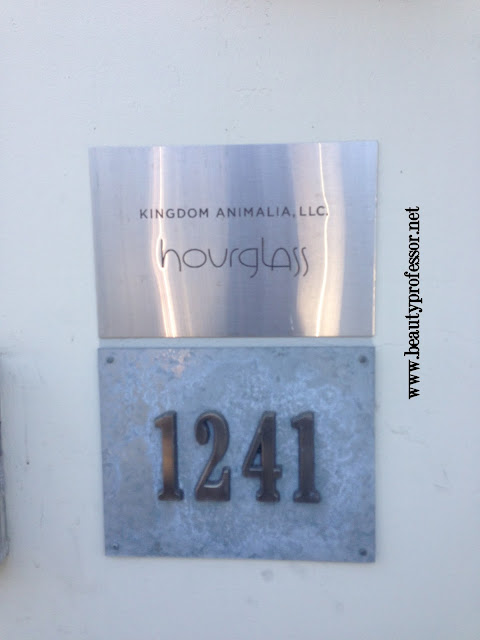 KINGDOM ANIMALIA, LLC.
hourglass
1241
www.beautyprofessor.net